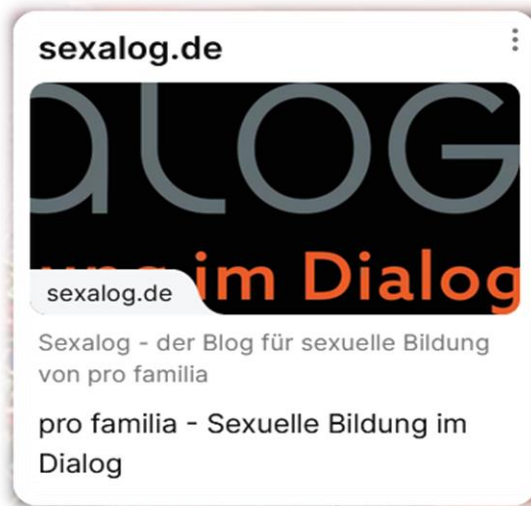 sexalog.de
aLOG
im Dialog
sexalog.de
Sexalog - der Blog für sexuelle Bildung
von pro familia
pro familia - Sexuelle Bildung im
Dialog